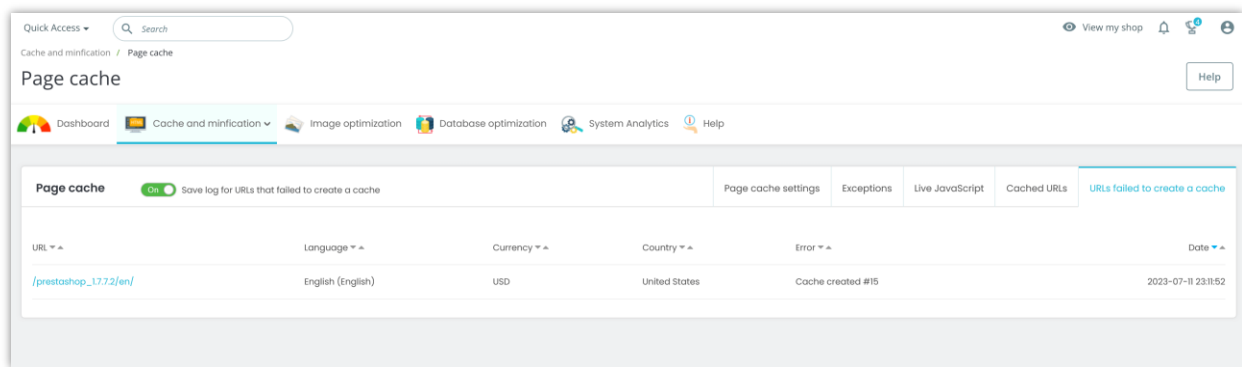 Quick Access
Search
View my shop
4
Cache and minfication / Page cache
Page cache
Help
Dashboard
Cache and minfication
Image optimization
Database optimization
System Analytics
Help
Page cache
On
Save log for URLs that failed to create a cache
Page cache settings
Exceptions
Live JavaScript
Cached URLs
URLs failed to create a cache
URL Language Currency Country Error Date
/prestashop_1.7.7.2/en/ English (English) USD United States Cache created #15 2023-07-11 23:11:52